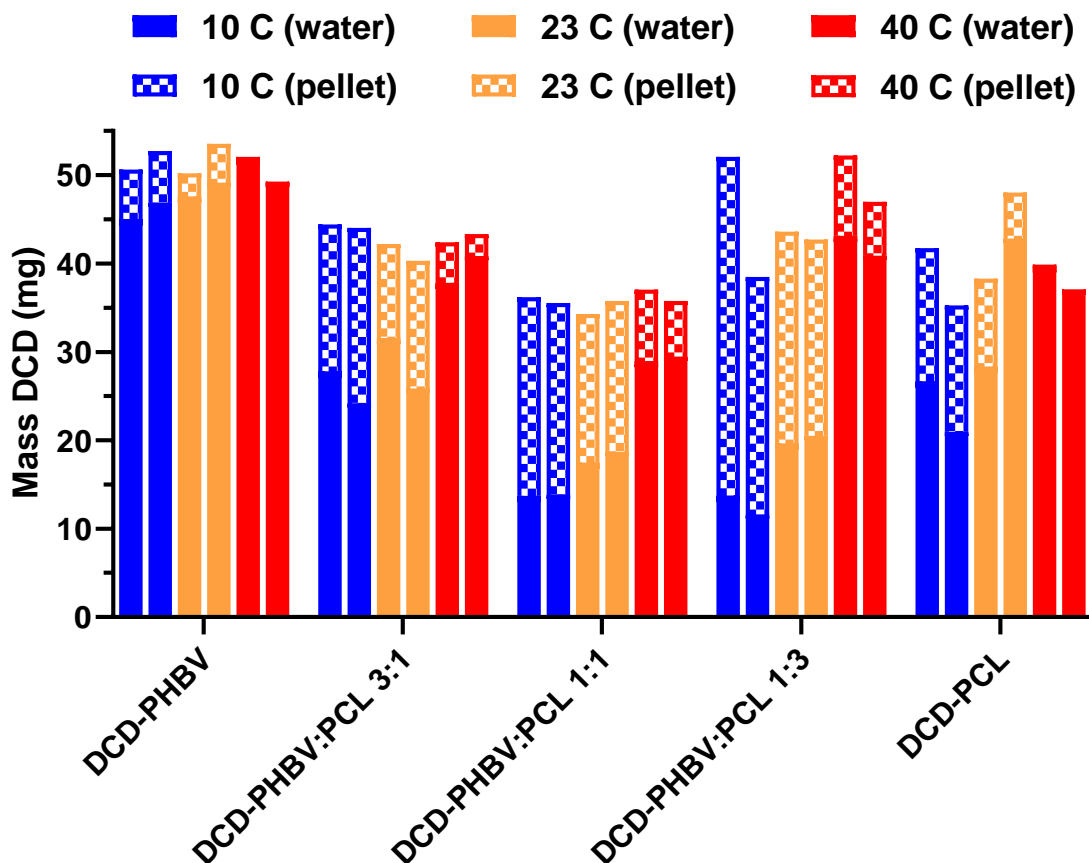 10 C (water) 23 C (water) 40 C (water)
10 C (pellet) 23 C (pellet) 40 C (pellet)
Mass DCD (mg)
50
40
30
20
10
0
DCD-PHBV
DCD-PHBV:PCL 3:1
DCD-PHBV:PCL 1:1
DCD-PHBV:PCL 1:3
DCD-PCL